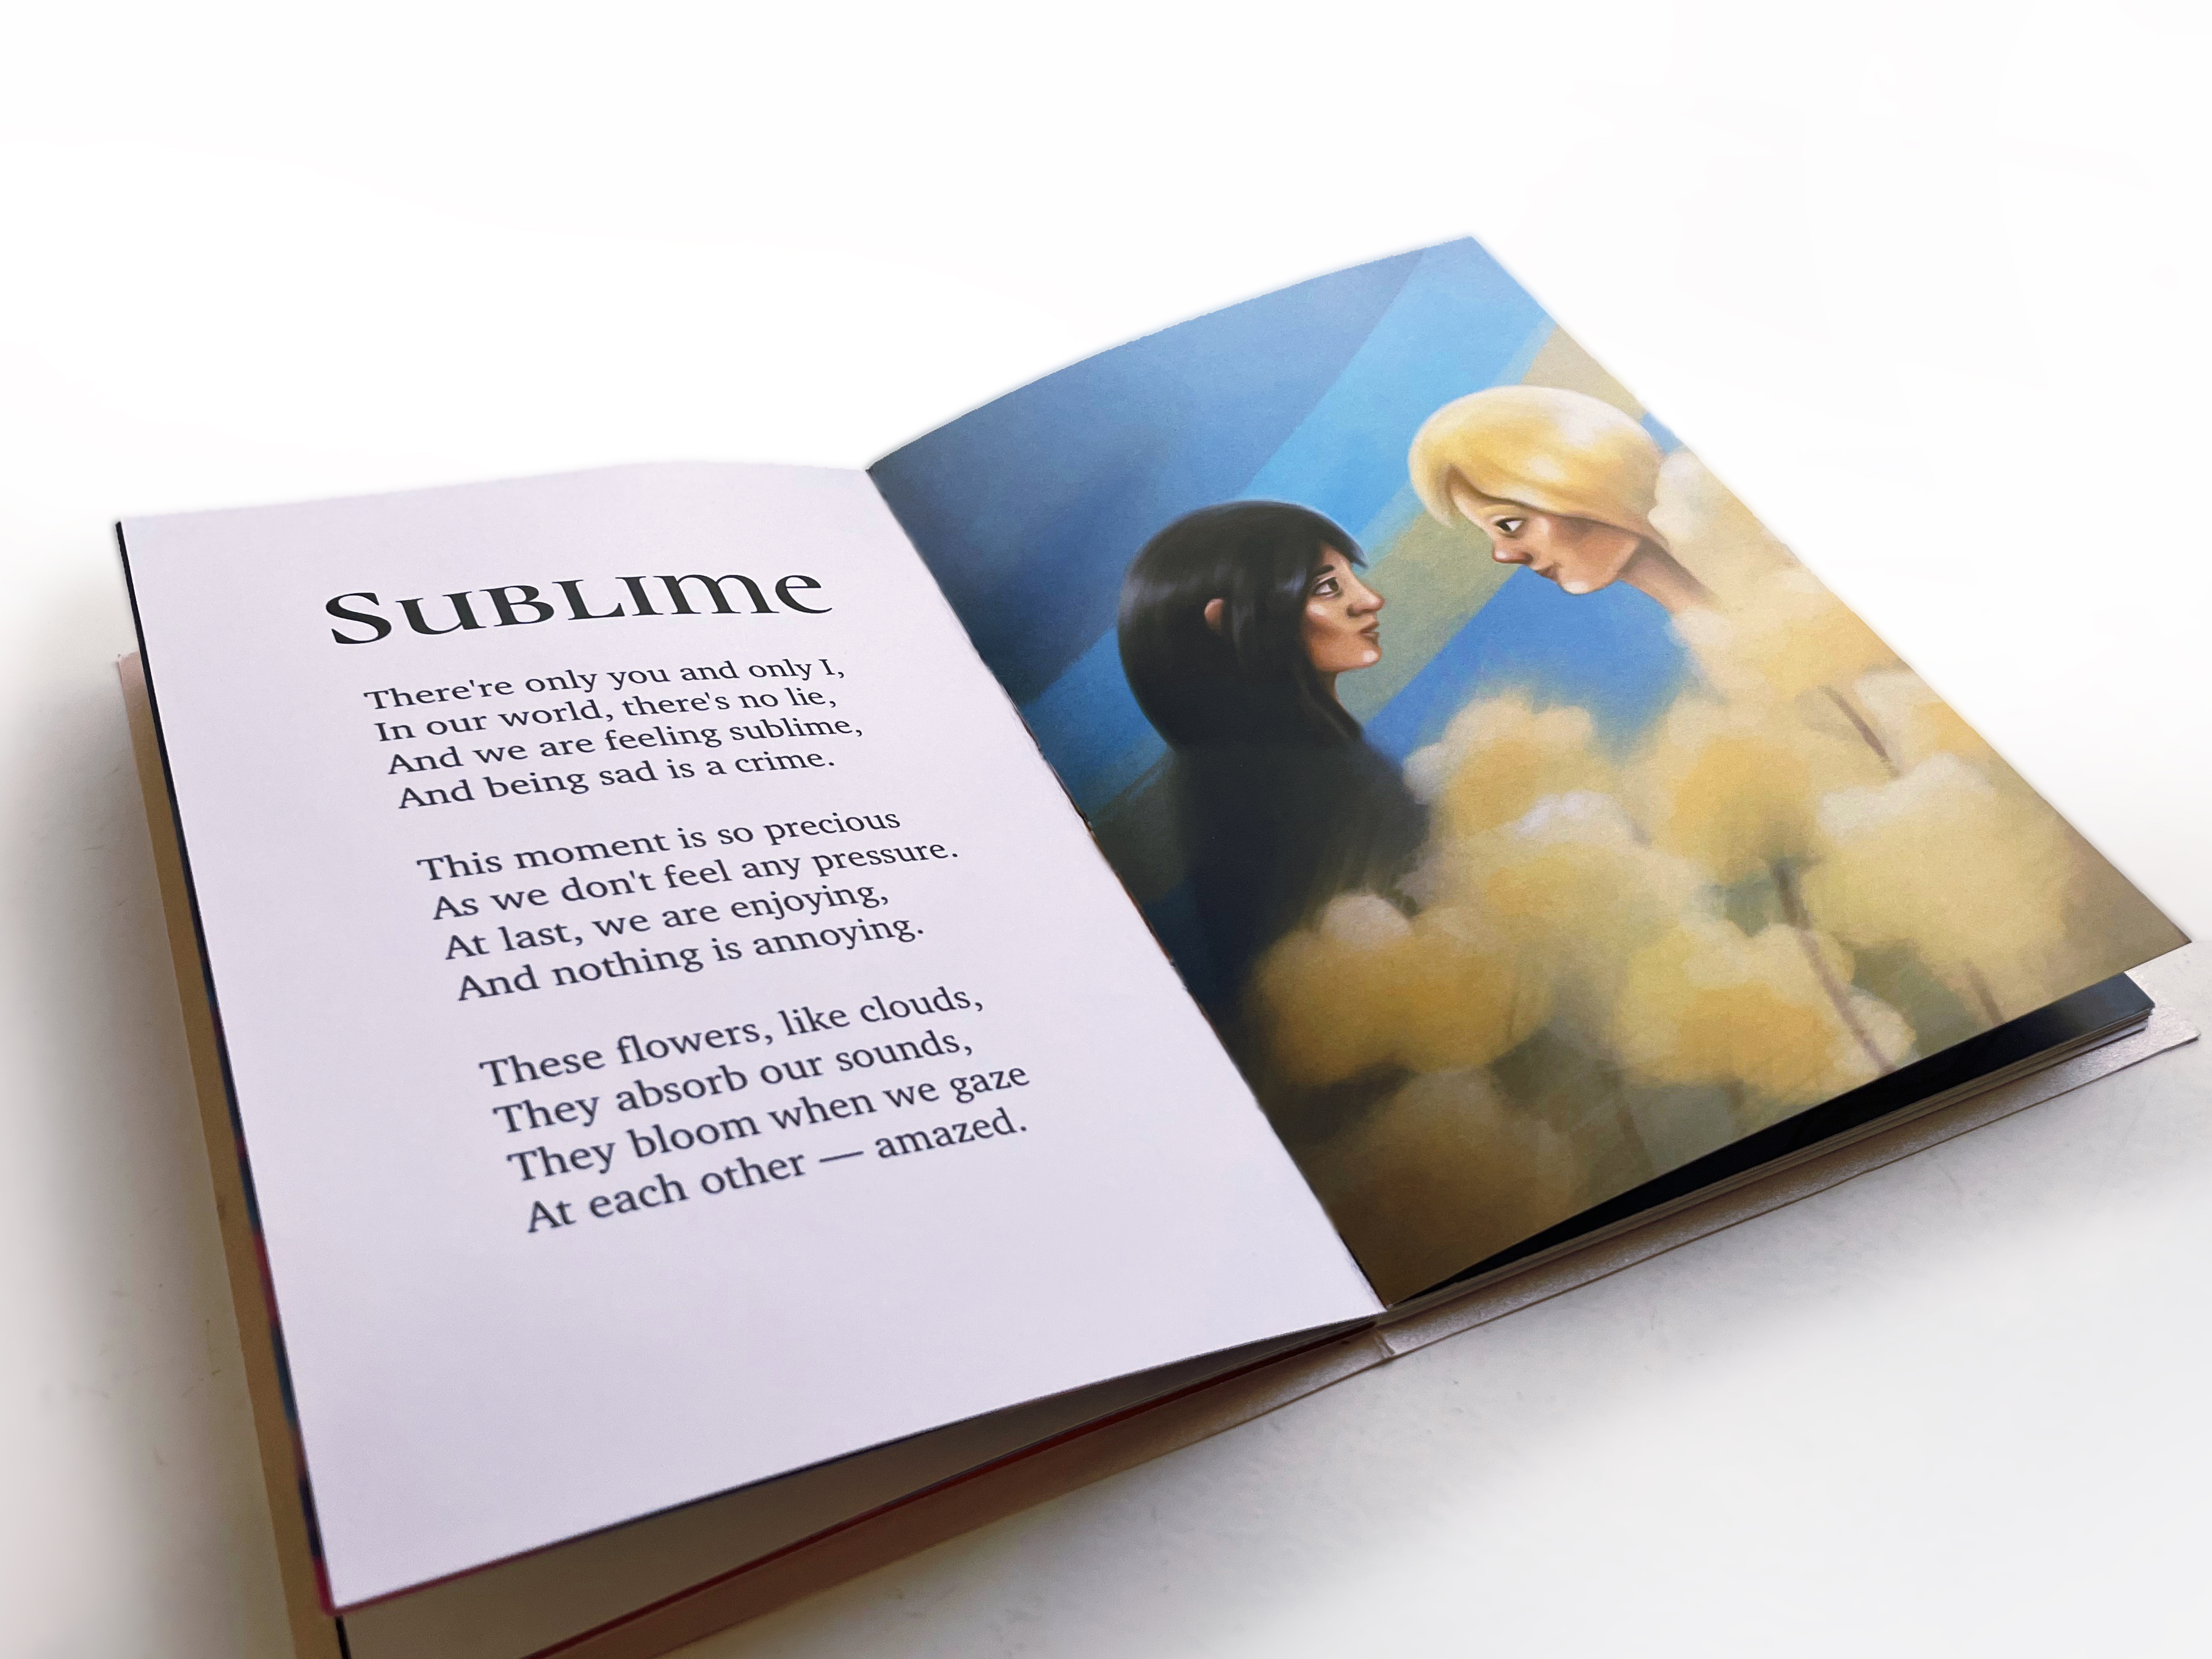 SUBLIME
There're only you and only I,
In our world, there's no lie,
And we are feeling sublime,
And being sad is a crime.
This moment is so precious
As we don't feel any pressure.
At last, we are enjoying,
And nothing is annoying.
These flowers, like clouds,
They absorb our sounds,
They bloom when we gaze
At each other — amazed.